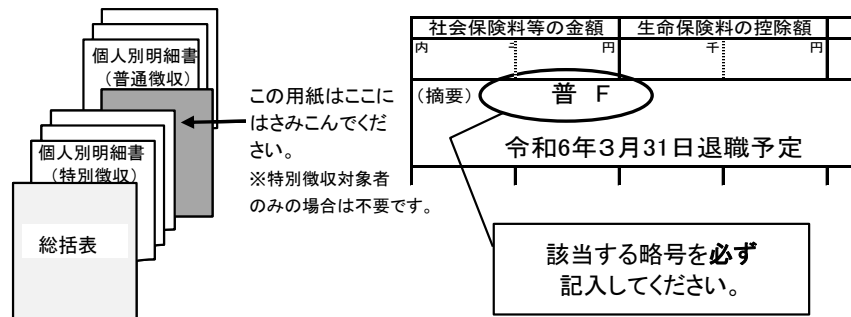 個人別明細書
（普通徴収）
個人別明細書
（特別徴収）
総括表
この用紙はここに
はさみこんでくだ
さい。
※特別徴収対象者
のみの場合は不要です。
社会保険料等の金額
生命保険料の控除額
内 千 円
千 円
（摘要） 普 F
令和6年３月31日退職予定
該当する略号を必ず
記入してください。